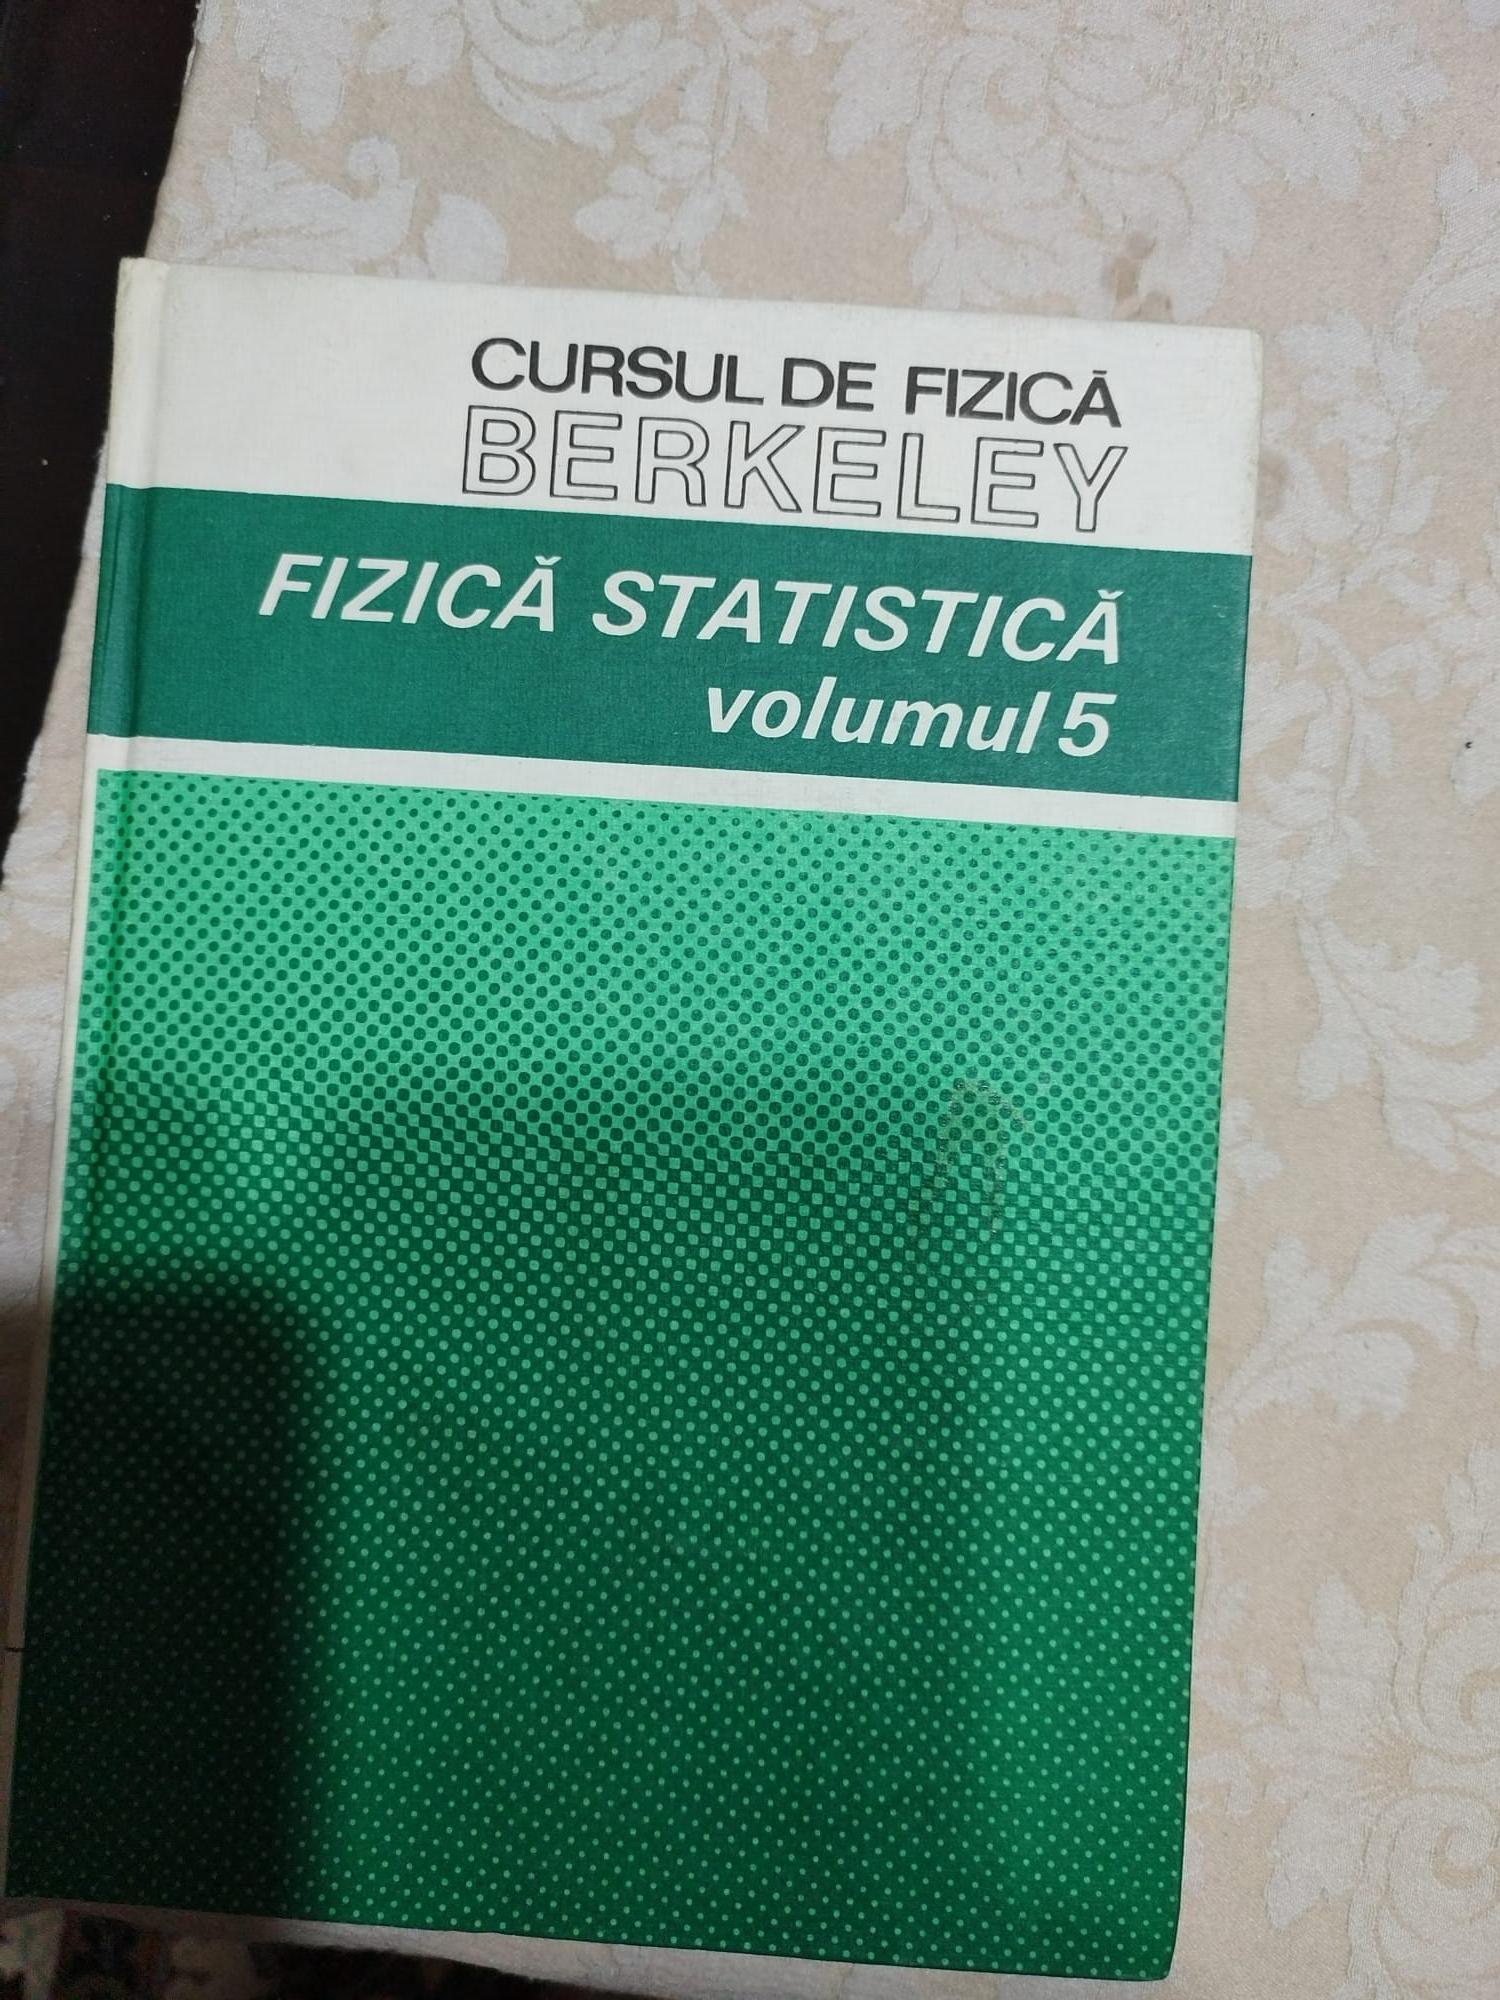 CURSUL DE FIZICĂ
BERKELEY
FIZICĂ STATISTICĂ
volumul 5